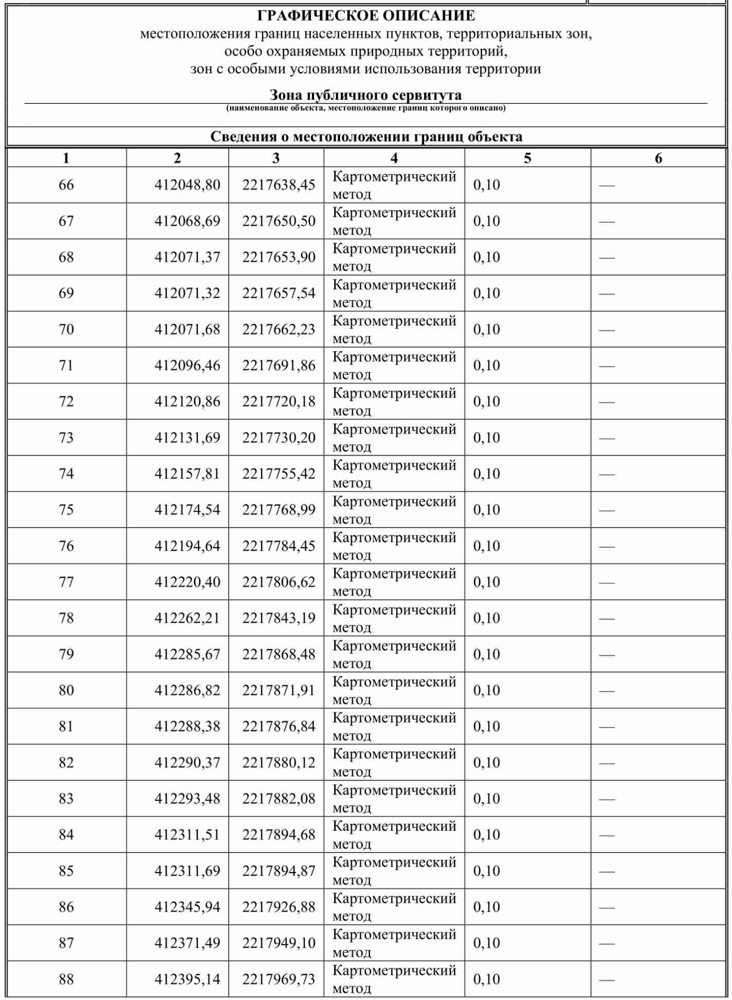 ГРАФИЧЕСКОЕ ОПИСАНИЕ
местоположения границ населенных пунктов, территориальных зон,
особо охраняемых природных территорий,
зон с особыми условиями использования территории
Зона публичного сервитута
(наименование объекта, местоположение границ которого описано)
Сведения о местоположении границ объекта
1 2 3 4 5 6
66 412048,80 2217638,45 Картометрический метод 0,10 —
67 412068,69 2217650,50 Картометрический метод 0,10 —
68 412071,37 2217653,90 Картометрический метод 0,10 —
69 412071,32 2217657,54 Картометрический метод 0,10 —
70 412071,68 2217662,23 Картометрический метод 0,10 —
71 412096,46 2217691,86 Картометрический метод 0,10 —
72 412120,86 2217720,18 Картометрический метод 0,10 —
73 412131,69 2217730,20 Картометрический метод 0,10 —
74 412157,81 2217755,42 Картометрический метод 0,10 —
75 412174,54 2217768,99 Картометрический метод 0,10 —
76 412194,64 2217784,45 Картометрический метод 0,10 —
77 412220,40 2217806,62 Картометрический метод 0,10 —
78 412262,21 2217843,19 Картометрический метод 0,10 —
79 412285,67 2217868,48 Картометрический метод 0,10 —
80 412286,82 2217871,91 Картометрический метод 0,10 —
81 412288,38 2217876,84 Картометрический метод 0,10 —
82 412290,37 2217880,12 Картометрический метод 0,10 —
83 412293,48 2217882,08 Картометрический метод 0,10 —
84 412311,51 2217894,68 Картометрический метод 0,10 —
85 412311,69 2217894,87 Картометрический метод 0,10 —
86 412345,94 2217926,88 Картометрический метод 0,10 —
87 412371,49 2217949,10 Картометрический метод 0,10 —
88 412395,14 2217969,73 Картометрический метод 0,10 —